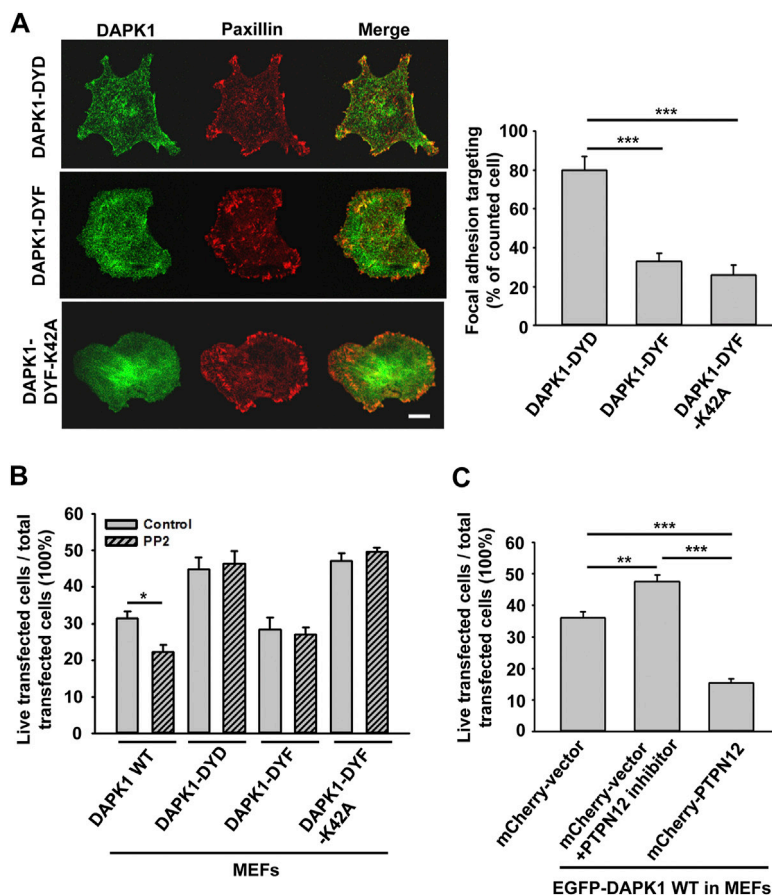 A
DAPK1 Paxillin Merge
DAPK1-DYD
DAPK1-DYF
DAPK1-
DYF-K42A
Focal adhesion targeting
(% of counted cell)
100
80
60
40
20
0
***
***
DAPK1-DYD
DAPK1-DYF
DAPK1-DYF
-K42A
B
Live transfected cells / total
transfected cells (100%)
60
50
40
30
20
10
0
Control
PP2
*
DAPK1 WT
DAPK1-DYD
DAPK1-DYF
DAPK1-DYF
-K42A
MEFs
C
Live transfected cells / total
transfected cells (100%)
60
50
40
30
20
10
0
***
** ***
mCherry-vector
mCherry-vector
+PTPN12 inhibitor
mCherry-PTPN12
EGFP-DAPK1 WT in MEFs